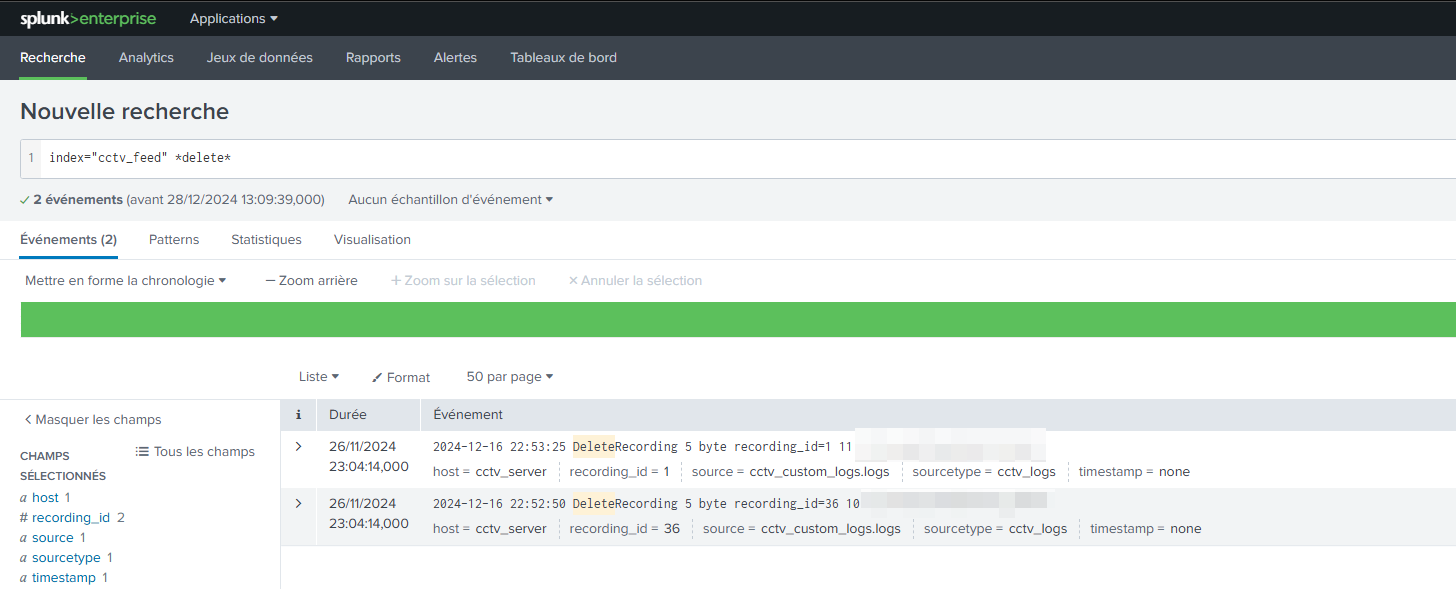 splunk>enterprise Applications
Recherche Analytics Jeux de données Rapports Alertes Tableaux de bord
Nouvelle recherche
1 index="cctv_feed" *delete*
2 événements (avant 28/12/2024 13:09:39,000) Aucun échantillon d'événement
Événements (2) Patterns Statistiques Visualisation
Mettre en forme la chronologie — Zoom arrière + Zoom sur la sélection × Annuler la sélection
Liste Format 50 par page
< Masquer les champs
Tous les champs
CHAMPS
SÉLECTIONNÉS
a host 1
# recording_id 2
a source 1
a sourcetype 1
a timestamp 1
i Durée Événement
> 26/11/2024 2024-12-16 22:53:25 DeleteRecording 5 byte recording_id=1 11
23:04:14,000 host = cctv_server recording_id = 1 source = cctv_custom_logs.logs sourcetype = cctv_logs timestamp = none
> 26/11/2024 2024-12-16 22:52:50 DeleteRecording 5 byte recording_id=36 10
23:04:14,000 host = cctv_server recording_id = 36 source = cctv_custom_logs.logs sourcetype = cctv_logs timestamp = none